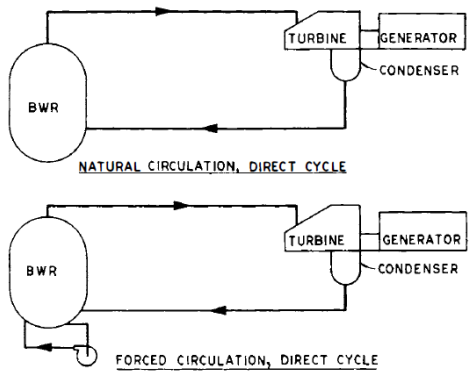 TURBINE
GENERATOR
CONDENSER
BWR
NATURAL CIRCULATION, DIRECT CYCLE
TURBINE
GENERATOR
CONDENSER
BWR
FORCED CIRCULATION, DIRECT CYCLE